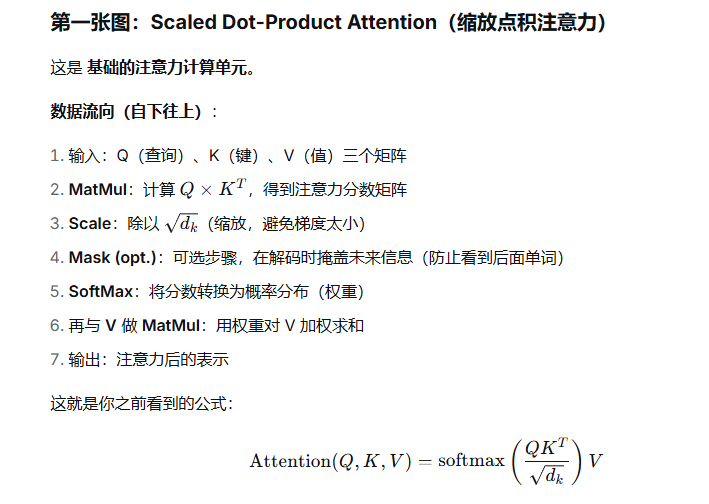 第一张图：Scaled Dot-Product Attention（缩放点积注意力）
这是 基础的注意力计算单元。
数据流向（自下往上）：
1. 输入：Q（查询）、K（键）、V（值）三个矩阵
2. MatMul：计算 $Q \times K^T$，得到注意力分数矩阵
3. Scale：除以 $\sqrt{d_k}$（缩放，避免梯度太小）
4. Mask (opt.)：可选步骤，在解码时掩盖未来信息（防止看到后面单词）
5. SoftMax：将分数转换为概率分布（权重）
6. 再与 V 做 MatMul：用权重对 V 加权求和
7. 输出：注意力后的表示
这就是你之前看到的公式：
$\text{Attention}(Q, K, V) = \text{softmax}\left(\frac{QK^T}{\sqrt{d_k}}\right)V$